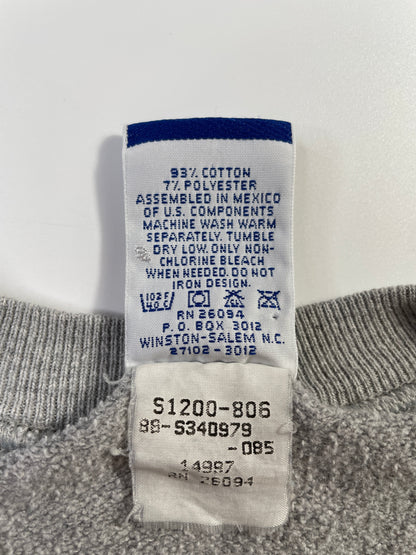 93% COTTON
7% POLYESTER
ASSEMBLED IN MEXICO
OF U.S. COMPONENTS
MACHINE WASH WARM
SEPARATELY. TUMBLE
DRY LOW. ONLY NON-
CHLORINE BLEACH
WHEN NEEDED. DO NOT
IRON DESIGN.
102 F
40 C
RN 26094
P.O. BOX 3012
WINSTON-SALEM N.C.
27102-3012
S1200-806
88-S340979
-085
14997
RN 26094